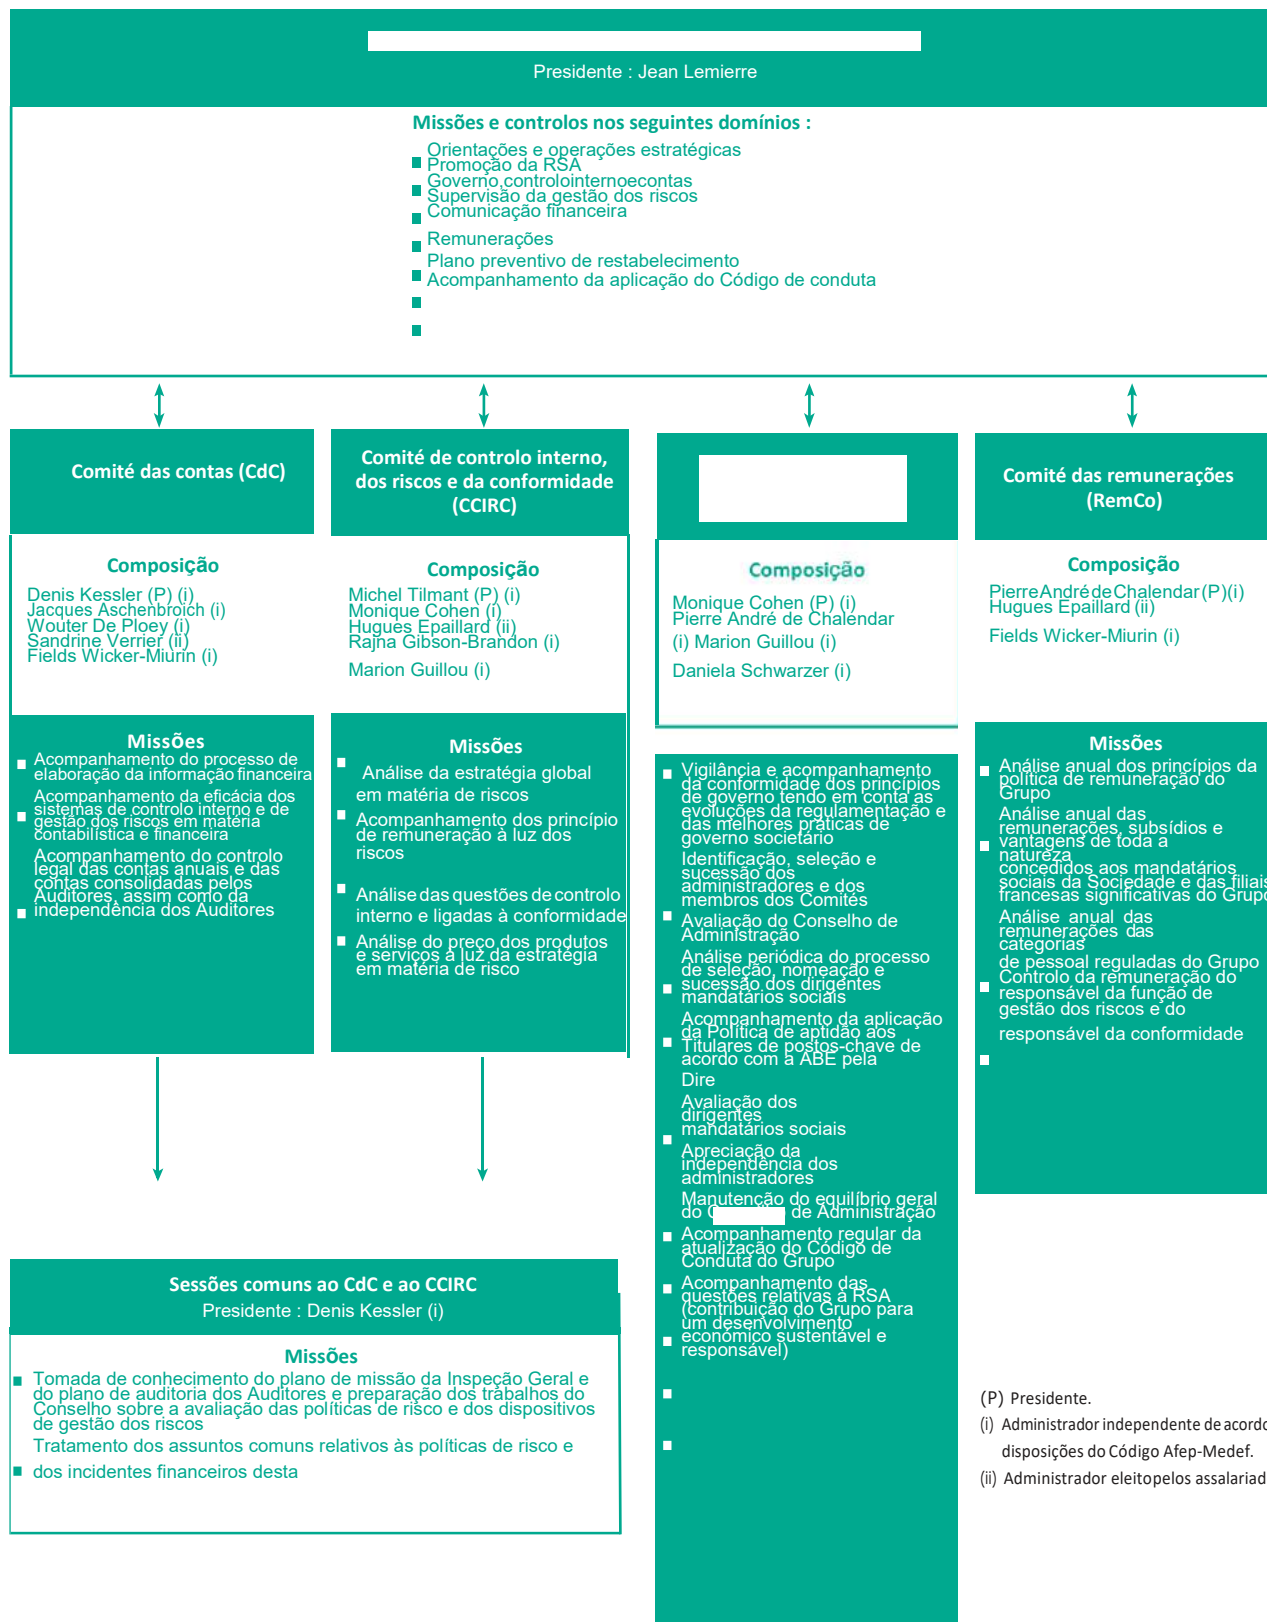 Presidente : Jean Lemierre
Missões e controlos nos seguintes domínios :
Orientações e operações estratégicas
Promoção da RSA
Governo,controlointernoecontas
Supervisão da gestão dos riscos
Comunicação financeira
Remunerações
Plano preventivo de restabelecimento
Acompanhamento da aplicação do Código de conduta
Comité das contas (CdC)
Composição
Denis Kessler (P) (i)
Jacques Aschenbroich (i)
Wouter De Ploey (i)
Sandrine Verrier (ii)
Fields Wicker-Miurin (i)
Missões
Acompanhamento do processo de
elaboração da informação financeira
Acompanhamento da eficácia dos
sistemas de controlo interno e de
gestão dos riscos em matéria
contabilística e financeira
Acompanhamento do controlo
legal das contas anuais e das
contas consolidadas pelos
Auditores, assim como da
independência dos Auditores
Comité de controlo interno,
dos riscos e da conformidade
(CCIRC)
Composição
Michel Tilmant (P) (i)
Monique Cohen (i)
Hugues Epaillard (ii)
Rajna Gibson-Brandon (i)
Marion Guillou (i)
Missões
Análise da estratégia global
em matéria de riscos
Acompanhamento dos princípio
de remuneração à luz dos
riscos
Análise das questões de controlo
interno e ligadas à conformidade
Análise do preço dos produtos
e serviços à luz da estratégia
em matéria de risco
Composição
Monique Cohen (P) (i)
Pierre André de Chalendar
(i) Marion Guillou (i)
Daniela Schwarzer (i)
Vigilância e acompanhamento
da conformidade dos princípios
de governo tendo em conta as
evoluções da regulamentação e
das melhores práticas de
governo societário
Identificação, seleção e
sucessão dos
administradores e dos
membros dos Comités
Avaliação do Conselho de
Administração
Análise periódica do processo
de seleção, nomeação e
sucessão dos dirigentes
mandatários sociais
Acompanhamento da aplicação
da Política de aptidão aos
Titulares de postos-chave de
acordo com a ABE pela
Dire
Avaliação dos
dirigentes
mandatários sociais
Apreciação da
independência dos
administradores
Manutenção do equilíbrio geral
do de Administração
Acompanhamento regular da
atualização do Código de
Conduta do Grupo
Acompanhamento das
questões relativas à RSA
(contribuição do Grupo para
um desenvolvimento
económico sustentável e
responsável)
Comité das remunerações
(RemCo)
Composição
Pierre André de Chalendar (P)(i)
Hugues Epaillard (ii)
Fields Wicker-Miurin (i)
Missões
Análise anual dos princípios da
política de remuneração do
Grupo
Análise anual das
remunerações, subsídios e
vantagens de toda a
natureza
concedidos aos mandatários
sociais da Sociedade e das filiais
francesas significativas do Grupo
Análise anual das
remunerações das
categorias
de pessoal reguladas do Grupo
Controlo da remuneração do
responsável da função de
gestão dos riscos e do
responsável da conformidade
Sessões comuns ao CdC e ao CCIRC
Presidente : Denis Kessler (i)
Missões
Tomada de conhecimento do plano de missão da Inspeção Geral e
do plano de auditoria dos Auditores e preparação dos trabalhos do
Conselho sobre a avaliação das políticas de risco e dos dispositivos
de gestão dos riscos
Tratamento dos assuntos comuns relativos às políticas de risco e
dos incidentes financeiros desta
(P) Presidente.
(i) Administrador independente de acordo
disposições do Código Afep-Medef.
(ii) Administrador eleitopelos assalariad